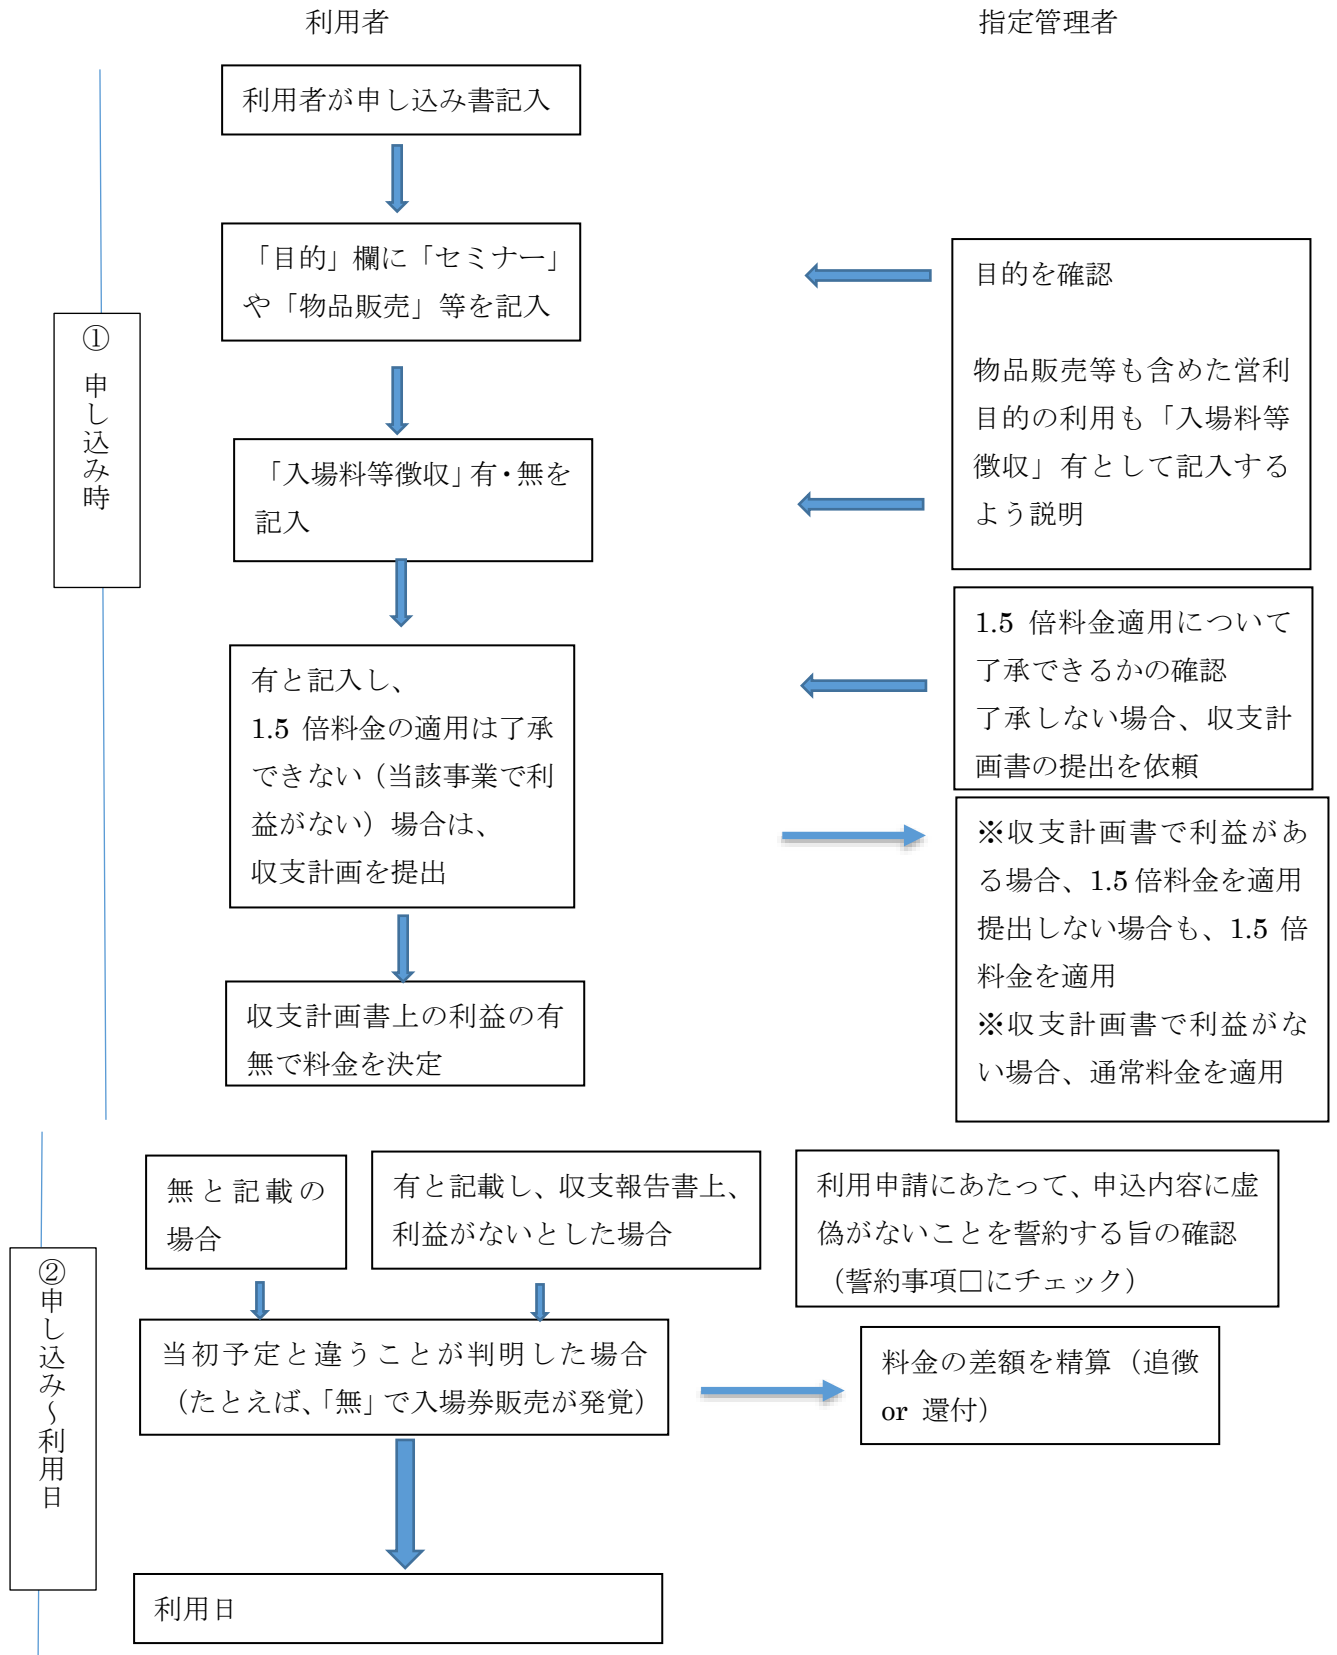 利用者
指定管理者
利用者が申し込み書記入
「目的」欄に「セミナー」
や「物品販売」等を記入
目的を確認
物品販売等も含めた営利
目的の利用も「入場料等
徴収」有として記入する
よう説明
① 申し込み時
「入場料等徴収」有・無を
記入
1.5 倍料金適用について
了承できるかの確認
了承しない場合、収支計
画書の提出を依頼
有と記入し、
1.5 倍料金の適用は了承
できない（当該事業で利
益がない）場合は、
収支計画を提出
※収支計画書で利益があ
る場合、1.5 倍料金を適用
提出しない場合も、1.5 倍
料金を適用
※収支計画書で利益がな
い場合、通常料金を適用
収支計画書上の利益の有
無で料金を決定
②申し込み～利用日
無と記載の
場合
有と記載し、収支報告書上、
利益がないとした場合
利用申請にあたって、申込内容に虚
偽がないことを誓約する旨の確認
（誓約事項□にチェック）
当初予定と違うことが判明した場合
（たとえば、「無」で入場券販売が発覚）
料金の差額を精算（追徴
or 還付）
利用日